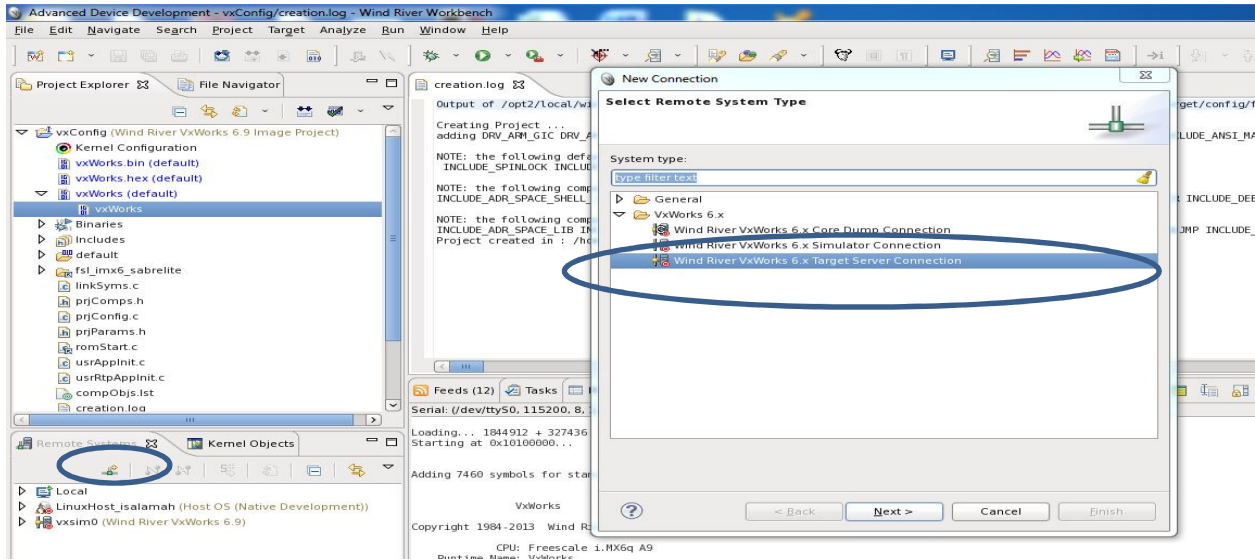 Advanced Device Development - vxConfig/creation.log - Wind River Workbench
File Edit Navigate Search Project Target Analyze Run Window Help
Project Explorer File Navigator
vxConfig (Wind River VxWorks 6.9 Image Project)
Kernel Configuration
vxWorks.bin (default)
vxWorks.hex (default)
vxWorks (default)
vxWorks
Binaries
Includes
default
fsl_imx6_sabrelite
linkSyms.c
prjComps.h
prjConfig.c
prjParams.h
romStart.c
usrAppInit.c
usrRtpAppInit.c
compObjs.lst
creation.log
Remote Systems Kernel Objects
Local
LinuxHost_isalamah (Host OS (Native Development))
vxsim0 (Wind River VxWorks 6.9)
creation.log
Output of /opt2/local/wi
get/config/f
Creating Project ...
adding DRV_ARM_GIC DRV_A
LUDE_ANSI_MA
NOTE: the following defa
INCLUDE_SPINLOCK INCLUD
NOTE: the following comp
INCLUDE_ADR_SPACE_SHELL_
INCLUDE_DEE
NOTE: the following comp
INCLUDE_ADR_SPACE_LIB IN
JMP INCLUDE_
Project created in : /ho
Feeds (12) Tasks
Serial: (/dev/ttyS0, 115200, 8,
Loading... 1844912 + 327436
Starting at 0x10100000...
Adding 7460 symbols for stan
VxWorks
Copyright 1984-2013 Wind R
CPU: Freescale i.MX6q A9
Runtime Name: VxWorks
New Connection
Select Remote System Type
System type:
type filter text
General
VxWorks 6.x
Wind River VxWorks 6.x Core Dump Connection
Wind River VxWorks 6.x Simulator Connection
Wind River VxWorks 6.x Target Server Connection
< Back Next > Cancel Finish